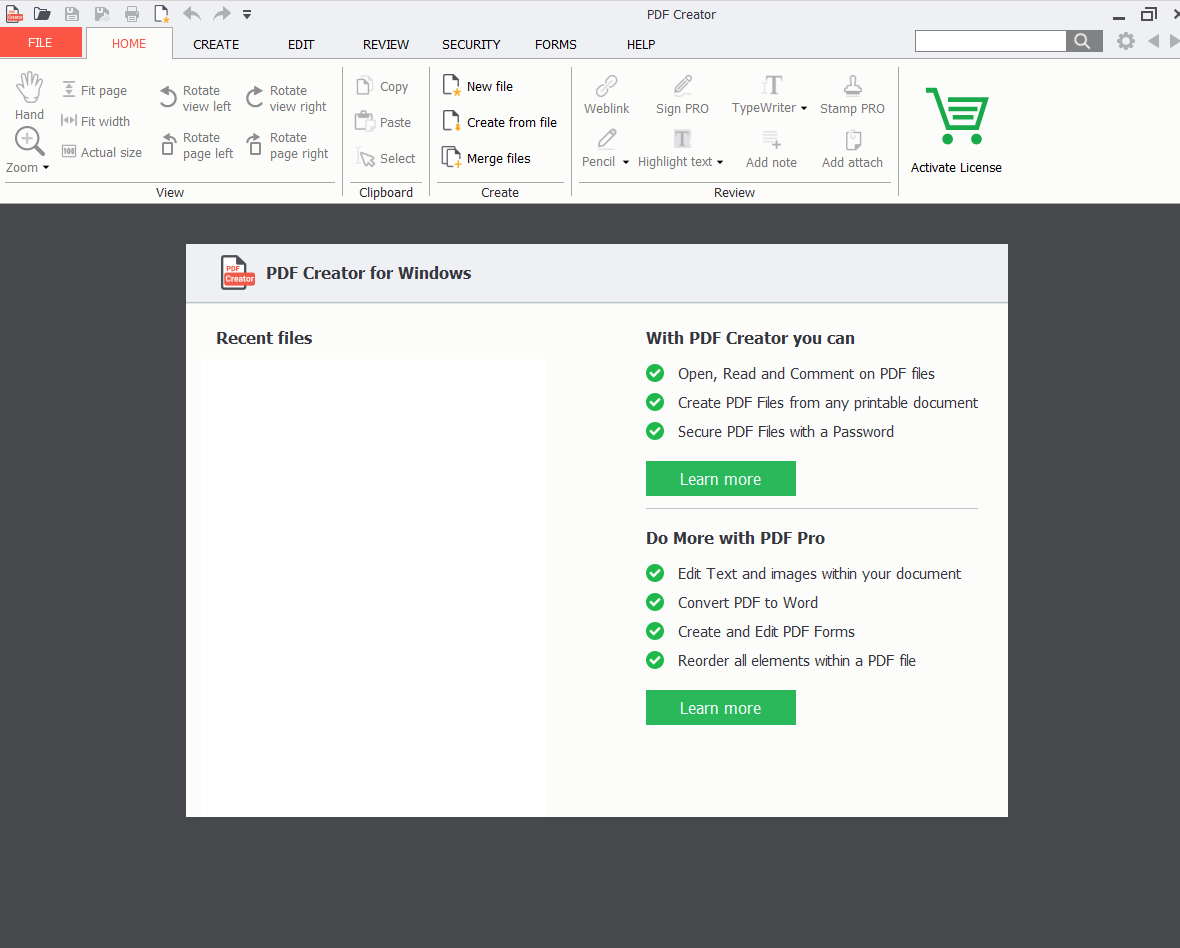 PDF Creator
FILE
HOME
CREATE
EDIT
REVIEW
SECURITY
FORMS
HELP
Hand
Zoom
Fit page
Fit width
Actual size
Rotate
view left
Rotate
page left
Rotate
view right
Rotate
page right
View
Copy
Paste
Select
Clipboard
New file
Create from file
Merge files
Create
Weblink
Sign PRO
TypeWriter
Stamp PRO
Pencil
Highlight text
Add note
Add attach
Review
Activate License
PDF
Creator
PDF Creator for Windows
Recent files
With PDF Creator you can
Open, Read and Comment on PDF files
Create PDF Files from any printable document
Secure PDF Files with a Password
Learn more
Do More with PDF Pro
Edit Text and images within your document
Convert PDF to Word
Create and Edit PDF Forms
Reorder all elements within a PDF file
Learn more